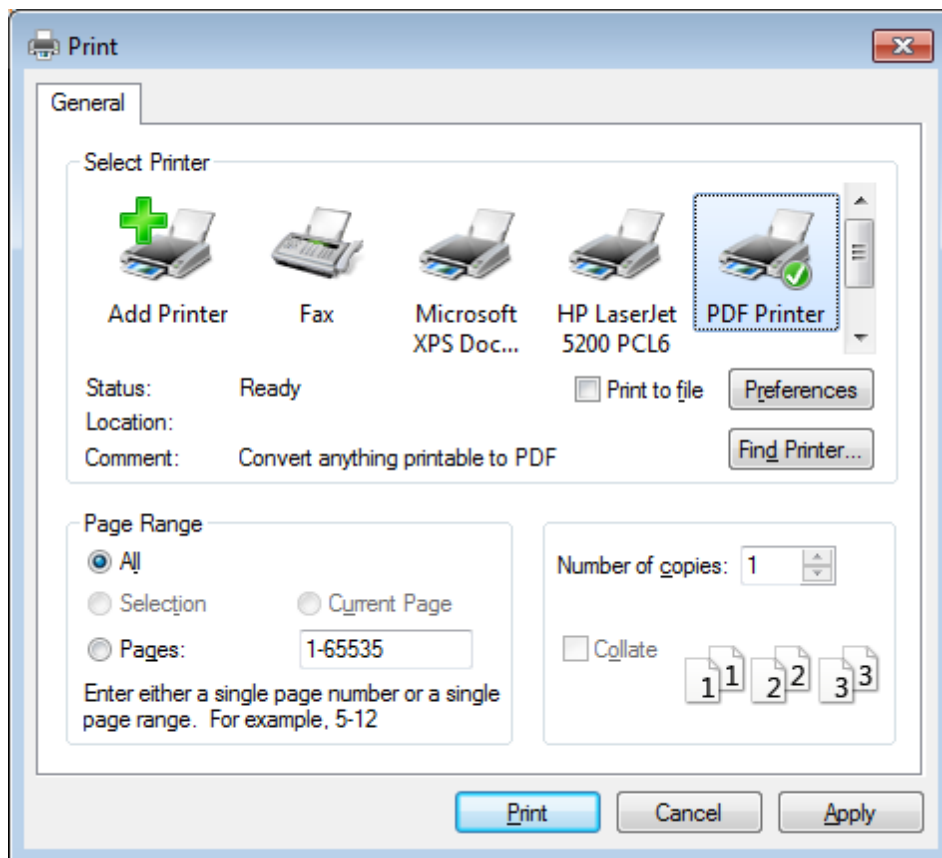 Print
General
Select Printer
Add Printer
Fax
Microsoft
XPS Doc...
HP LaserJet
5200 PCL6
PDF Printer
Status: Ready
Print to file
Preferences
Location:
Comment: Convert anything printable to PDF
Find Printer...
Page Range
All
Selection
Current Page
Pages: 1-65535
Enter either a single page number or a single
page range. For example, 5-12
Number of copies: 1
Collate
1 1 2 2 3 3
Print
Cancel
Apply